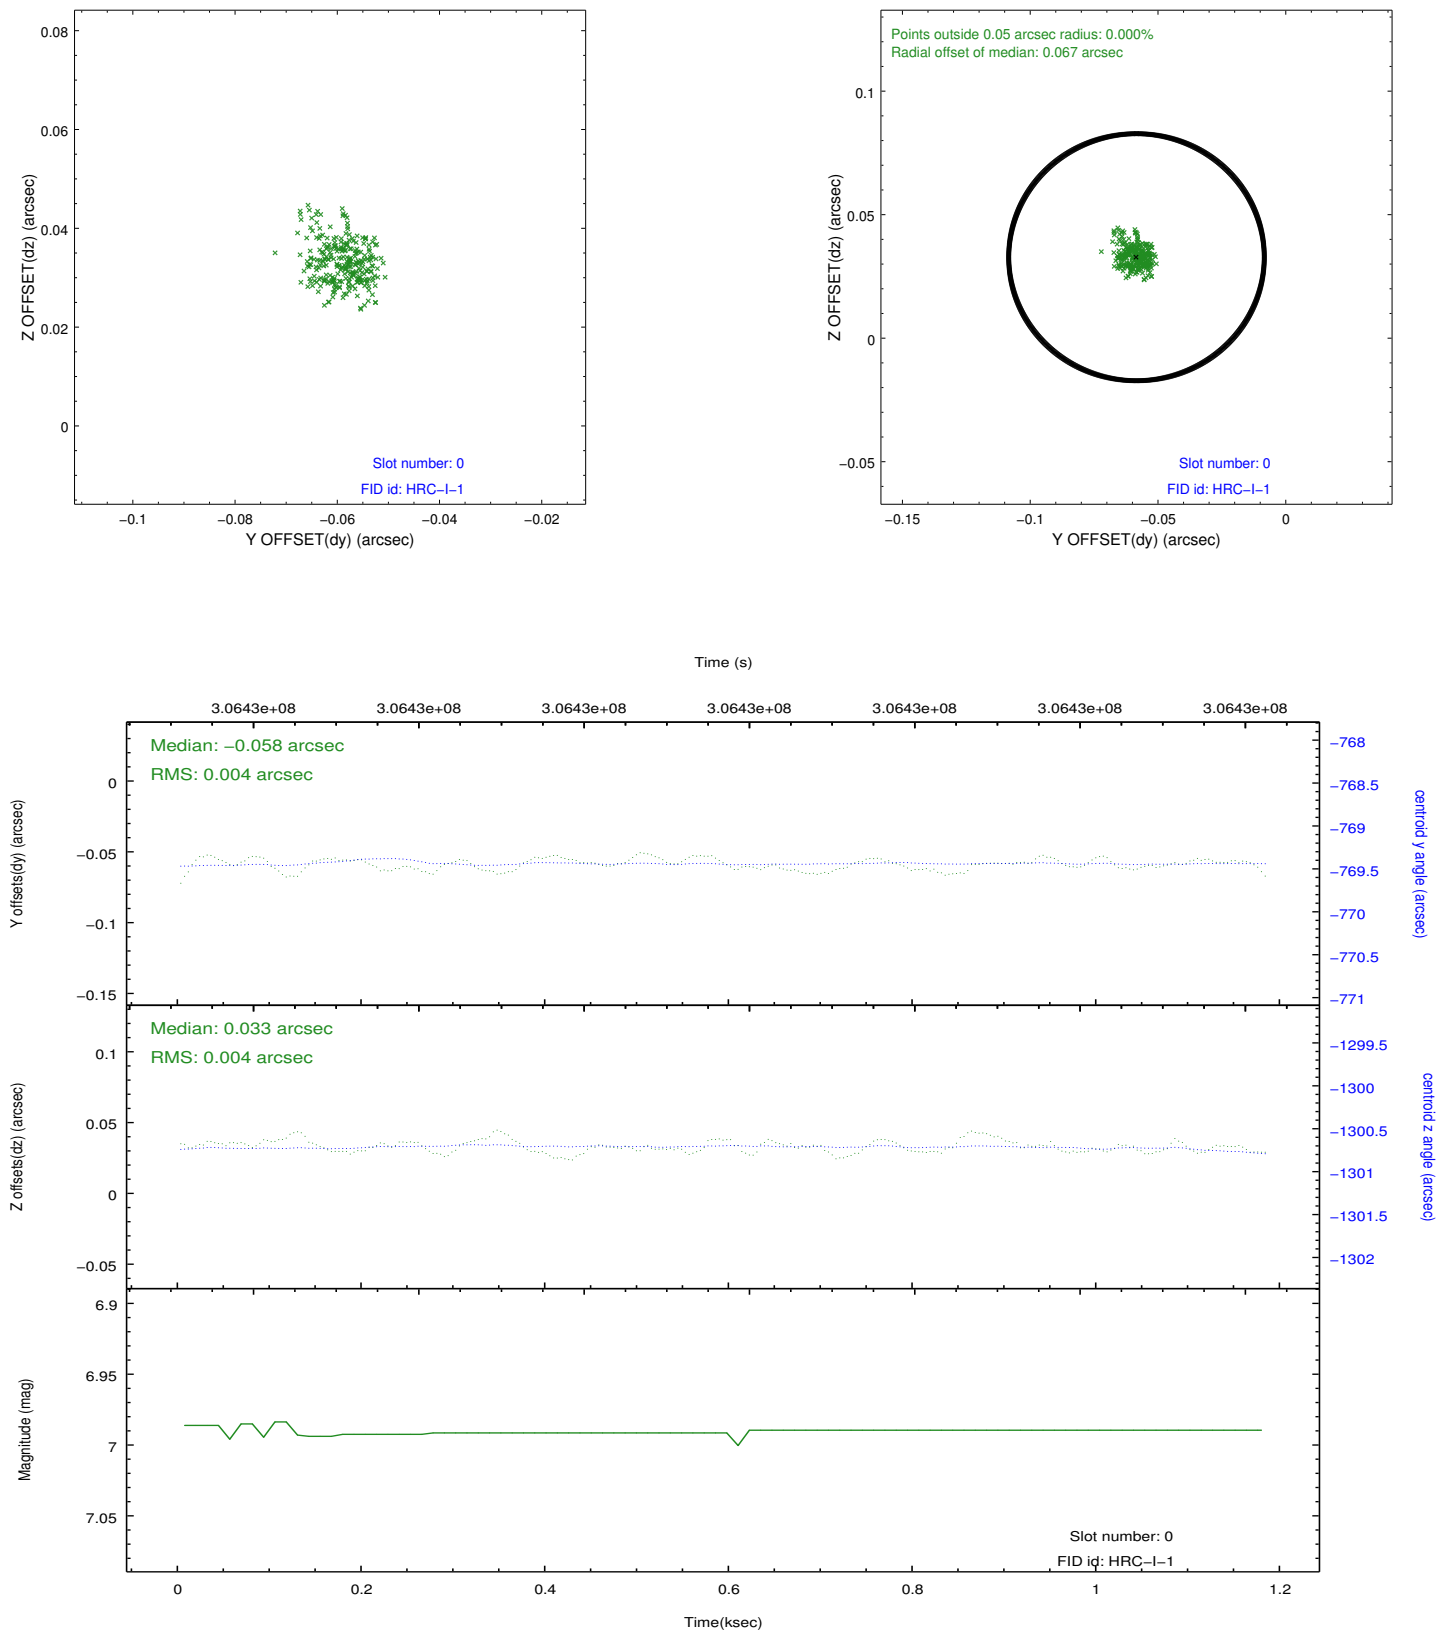 0.08
0.06
0.04
0.02
0
Z OFFSET(dz) (arcsec)
Slot number: 0
FID id: HRC−I−1
−0.1 −0.08 −0.06 −0.04 −0.02
Y OFFSET(dy) (arcsec)
Points outside 0.05 arcsec radius: 0.000%
Radial offset of median: 0.067 arcsec
0.1
0.05
0
−0.05
Z OFFSET(dz) (arcsec)
Slot number: 0
FID id: HRC−I−1
−0.15 −0.1 −0.05 0
Y OFFSET(dy) (arcsec)
Time (s)
3.0643e+08 3.0643e+08 3.0643e+08 3.0643e+08 3.0643e+08 3.0643e+08 3.0643e+08
Median: −0.058 arcsec
RMS: 0.004 arcsec
0
−0.05
−0.1
−0.15
Y offsets(dy) (arcsec)
−768
−768.5
−769
−769.5
−770
−770.5
−771
centroid y angle (arcsec)
Median: 0.033 arcsec
RMS: 0.004 arcsec
0.1
0.05
0
−0.05
Z offsets(dz) (arcsec)
−1299.5
−1300
−1300.5
−1301
−1301.5
−1302
centroid z angle (arcsec)
6.9
6.95
7
7.05
Magnitude (mag)
Slot number: 0
FID id: HRC−I−1
0 0.2 0.4 0.6 0.8 1 1.2
Time(ksec)